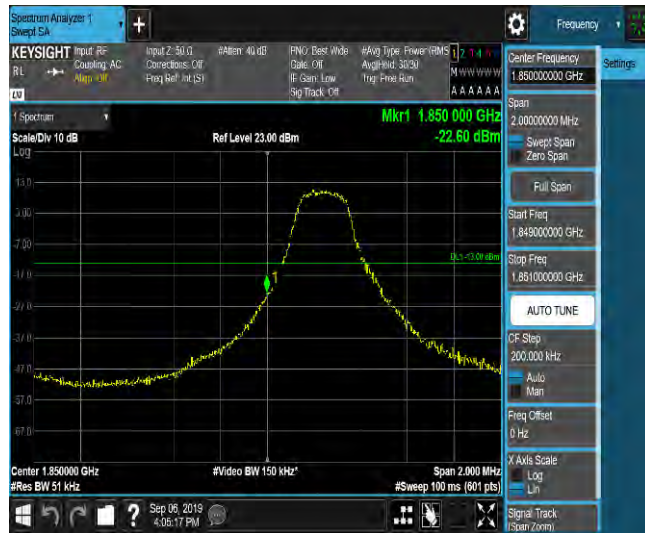 Spectrum Analyzer 1
Swept SA
+
Frequency
KEYSIGHT Input: RF
Input Z: 50 Ω
#Atten: 40 dB
PNO: Best Wide
#Avg Type: Power (RMS
1 2 3 4 5 6
RL
Coupling: AC
Corrections: Off
Gate: Off
Avg|Hold: 30/30
M W W W W W
Align: Off
Freq Ref: Int (S)
IF Gain: Low
Trig: Free Run
Sig Track: Off
A A A A A A
LXI
1 Spectrum
Mkr1 1.850 000 GHz
Scale/Div 10 dB
Ref Level 23.00 dBm
-22.60 dBm
Log
13.0
3.00
-7.00
DL1 -13.00 dBm
-17.0
1
-27.0
-37.0
-47.0
-57.0
-67.0
Center 1.850000 GHz
#Video BW 150 kHz*
Span 2.000 MHz
#Res BW 51 kHz
#Sweep 100 ms (601 pts)
Sep 06, 2019
4:05:17 PM
?
Center Frequency
1.850000000 GHz
Settings
Span
2.00000000 MHz
Swept Span
Zero Span
Full Span
Start Freq
1.849000000 GHz
Stop Freq
1.851000000 GHz
AUTO TUNE
CF Step
200.000 kHz
Auto
Man
Freq Offset
0 Hz
X Axis Scale
Log
Lin
Signal Track
(Span Zoom)